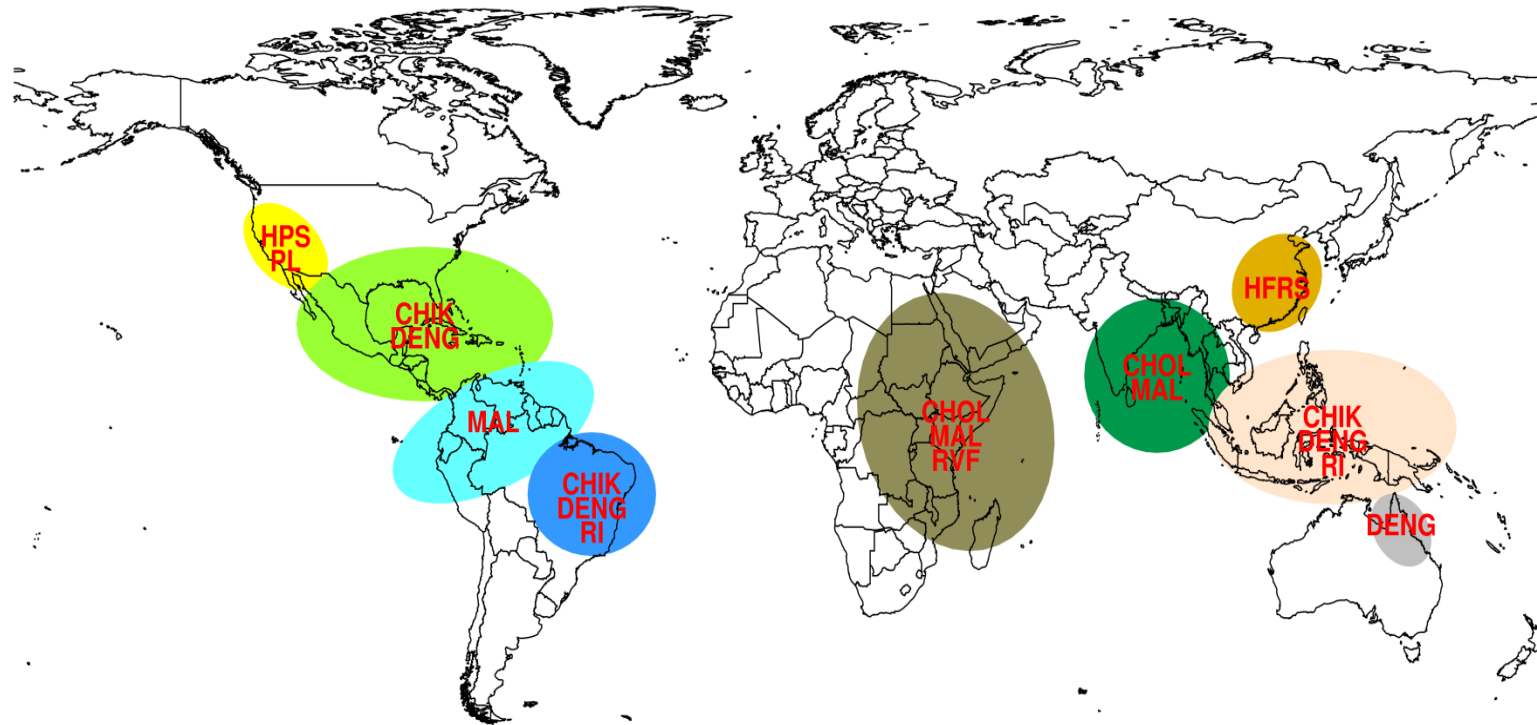 HPS
PL
CHIK
DENG
MAL
CHIK
DENG
RI
CHOL
MAL
RVF
CHOL
MAL
HFRS
CHIK
DENG
RI
DENG